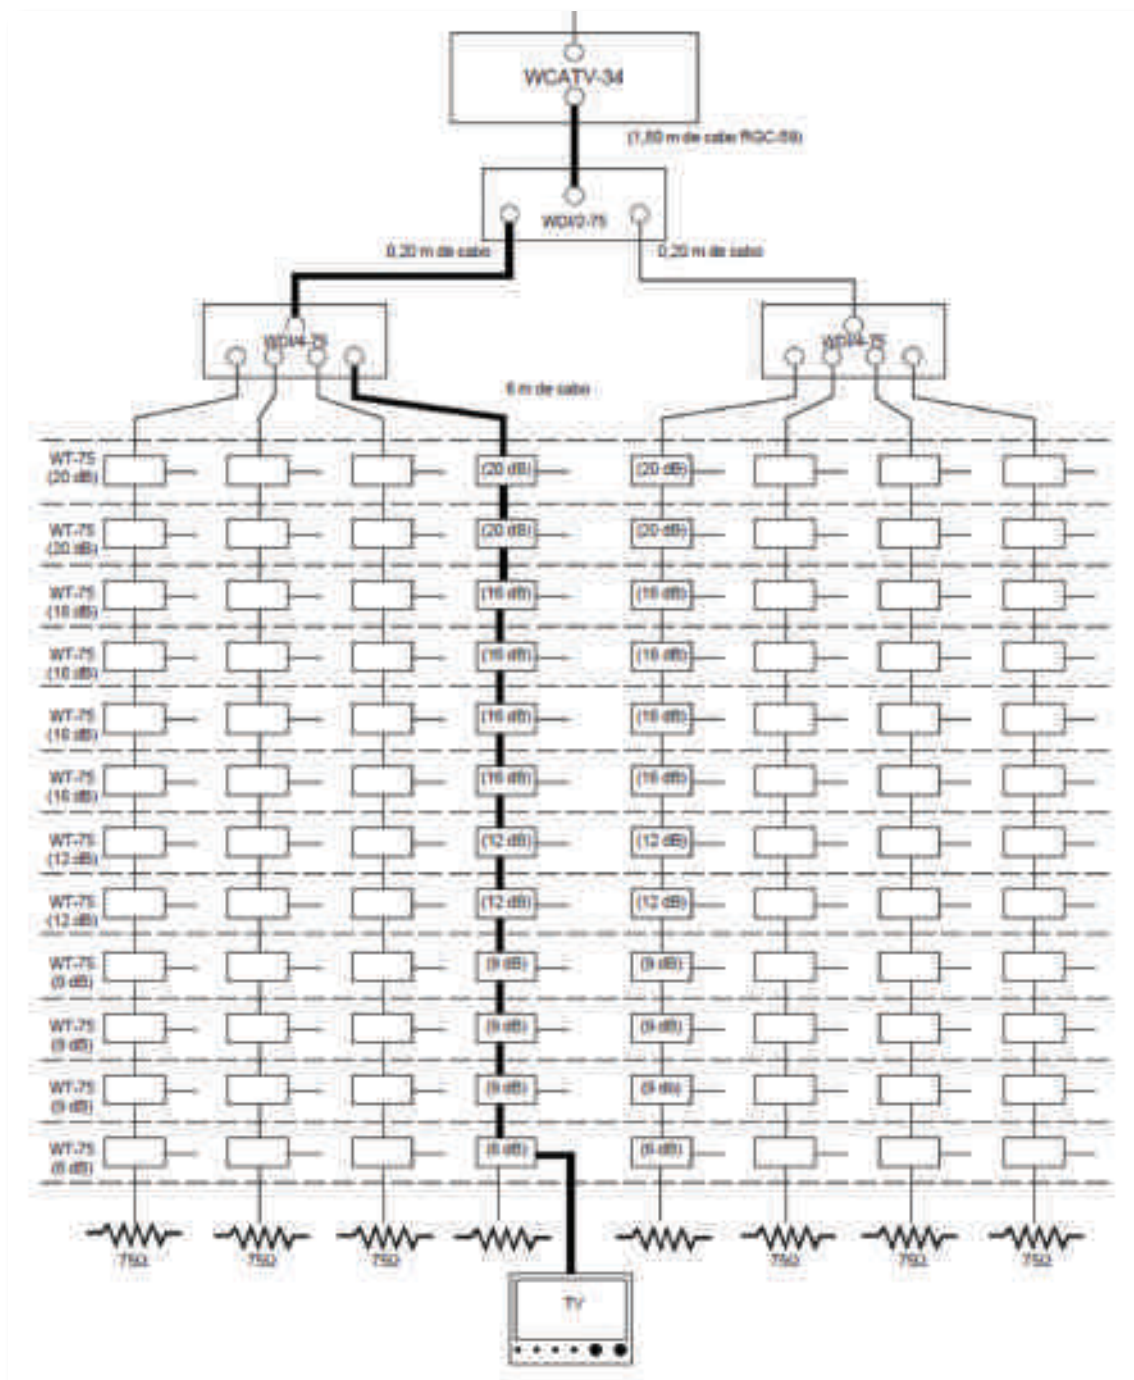 WCATV-34
(1,80 m de cabo RGC-59)
WDI/2-75
0,20 m de cabo
0,20 m de cabo
WDI/4-75
WDI/4-75
6 m de cabo
WT-75
(20 dB)
(20 dB)
(20 dB)
WT-75
(20 dB)
(20 dB)
(20 dB)
WT-75
(16 dB)
(16 dB)
(16 dB)
WT-75
(16 dB)
(16 dB)
(16 dB)
WT-75
(16 dB)
(16 dB)
(16 dB)
WT-75
(16 dB)
(16 dB)
(16 dB)
WT-75
(12 dB)
(12 dB)
(12 dB)
WT-75
(12 dB)
(12 dB)
(12 dB)
WT-75
(9 dB)
(9 dB)
(9 dB)
WT-75
(9 dB)
(9 dB)
(9 dB)
WT-75
(9 dB)
(9 dB)
(9 db)
WT-75
(6 dB)
(6 dB)
(6 dB)
75Ω
75Ω
75Ω
75Ω
75Ω
75Ω
TV